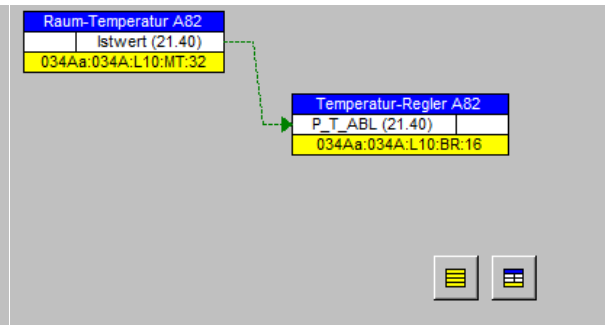 Raum-Temperatur A82
Istwert (21.40)
034Aa:034A:L10:MT:32
Temperatur-Regler A82
P_T_ABL (21.40)
034Aa:034A:L10:BR:16